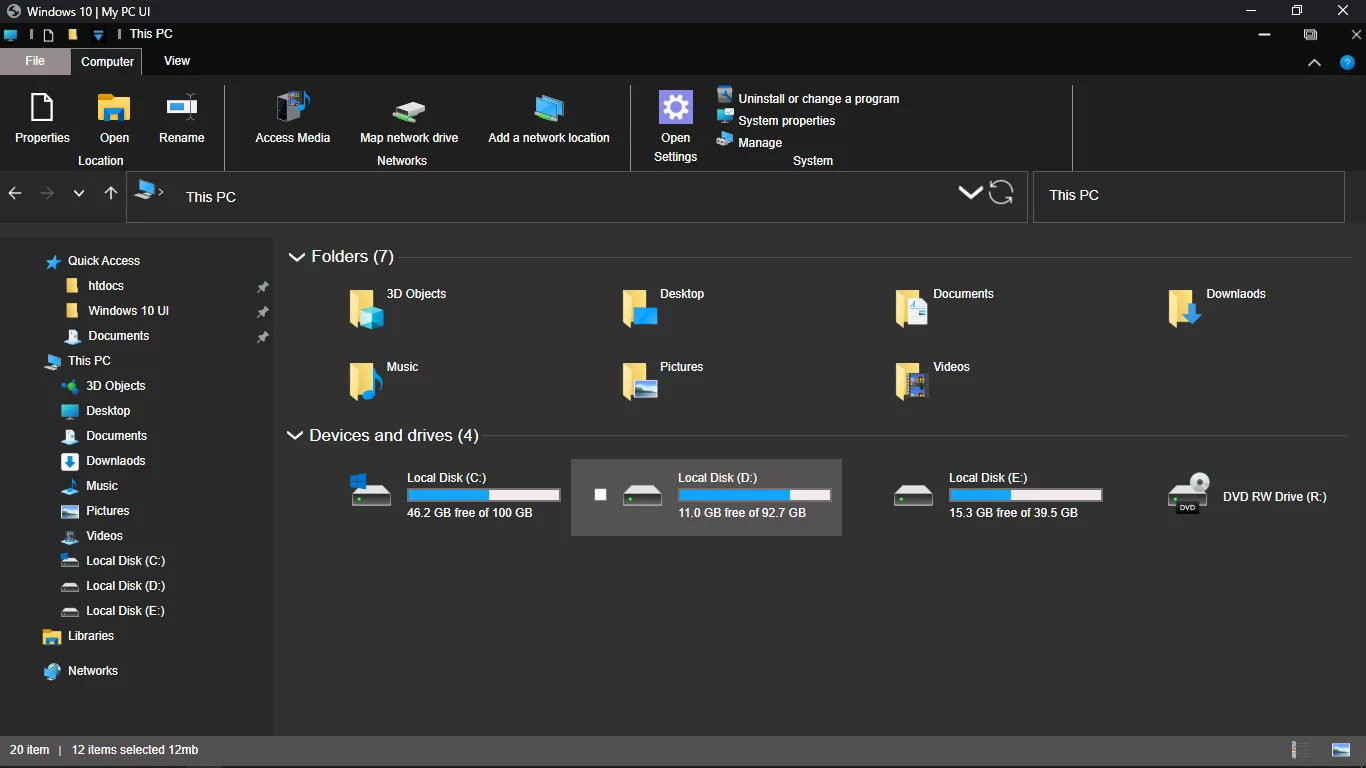 Windows 10 | My PC UI
This PC
File Computer View
Properties Open Rename Access Media Map network drive Add a network location Open Settings
Uninstall or change a program
System properties
Manage
Location Networks System
This PC This PC
Quick Access
htdocs
Windows 10 UI
Documents
This PC
3D Objects
Desktop
Documents
Downlaods
Music
Pictures
Videos
Local Disk (C:)
Local Disk (D:)
Local Disk (E:)
Libraries
Networks
Folders (7)
3D Objects Desktop Documents Downlaods
Music Pictures Videos
Devices and drives (4)
Local Disk (C:) Local Disk (D:) Local Disk (E:)
DVD RW Drive (R:)
DVD
46.2 GB free of 100 GB 11.0 GB free of 92.7 GB 15.3 GB free of 39.5 GB
20 item | 12 items selected 12mb